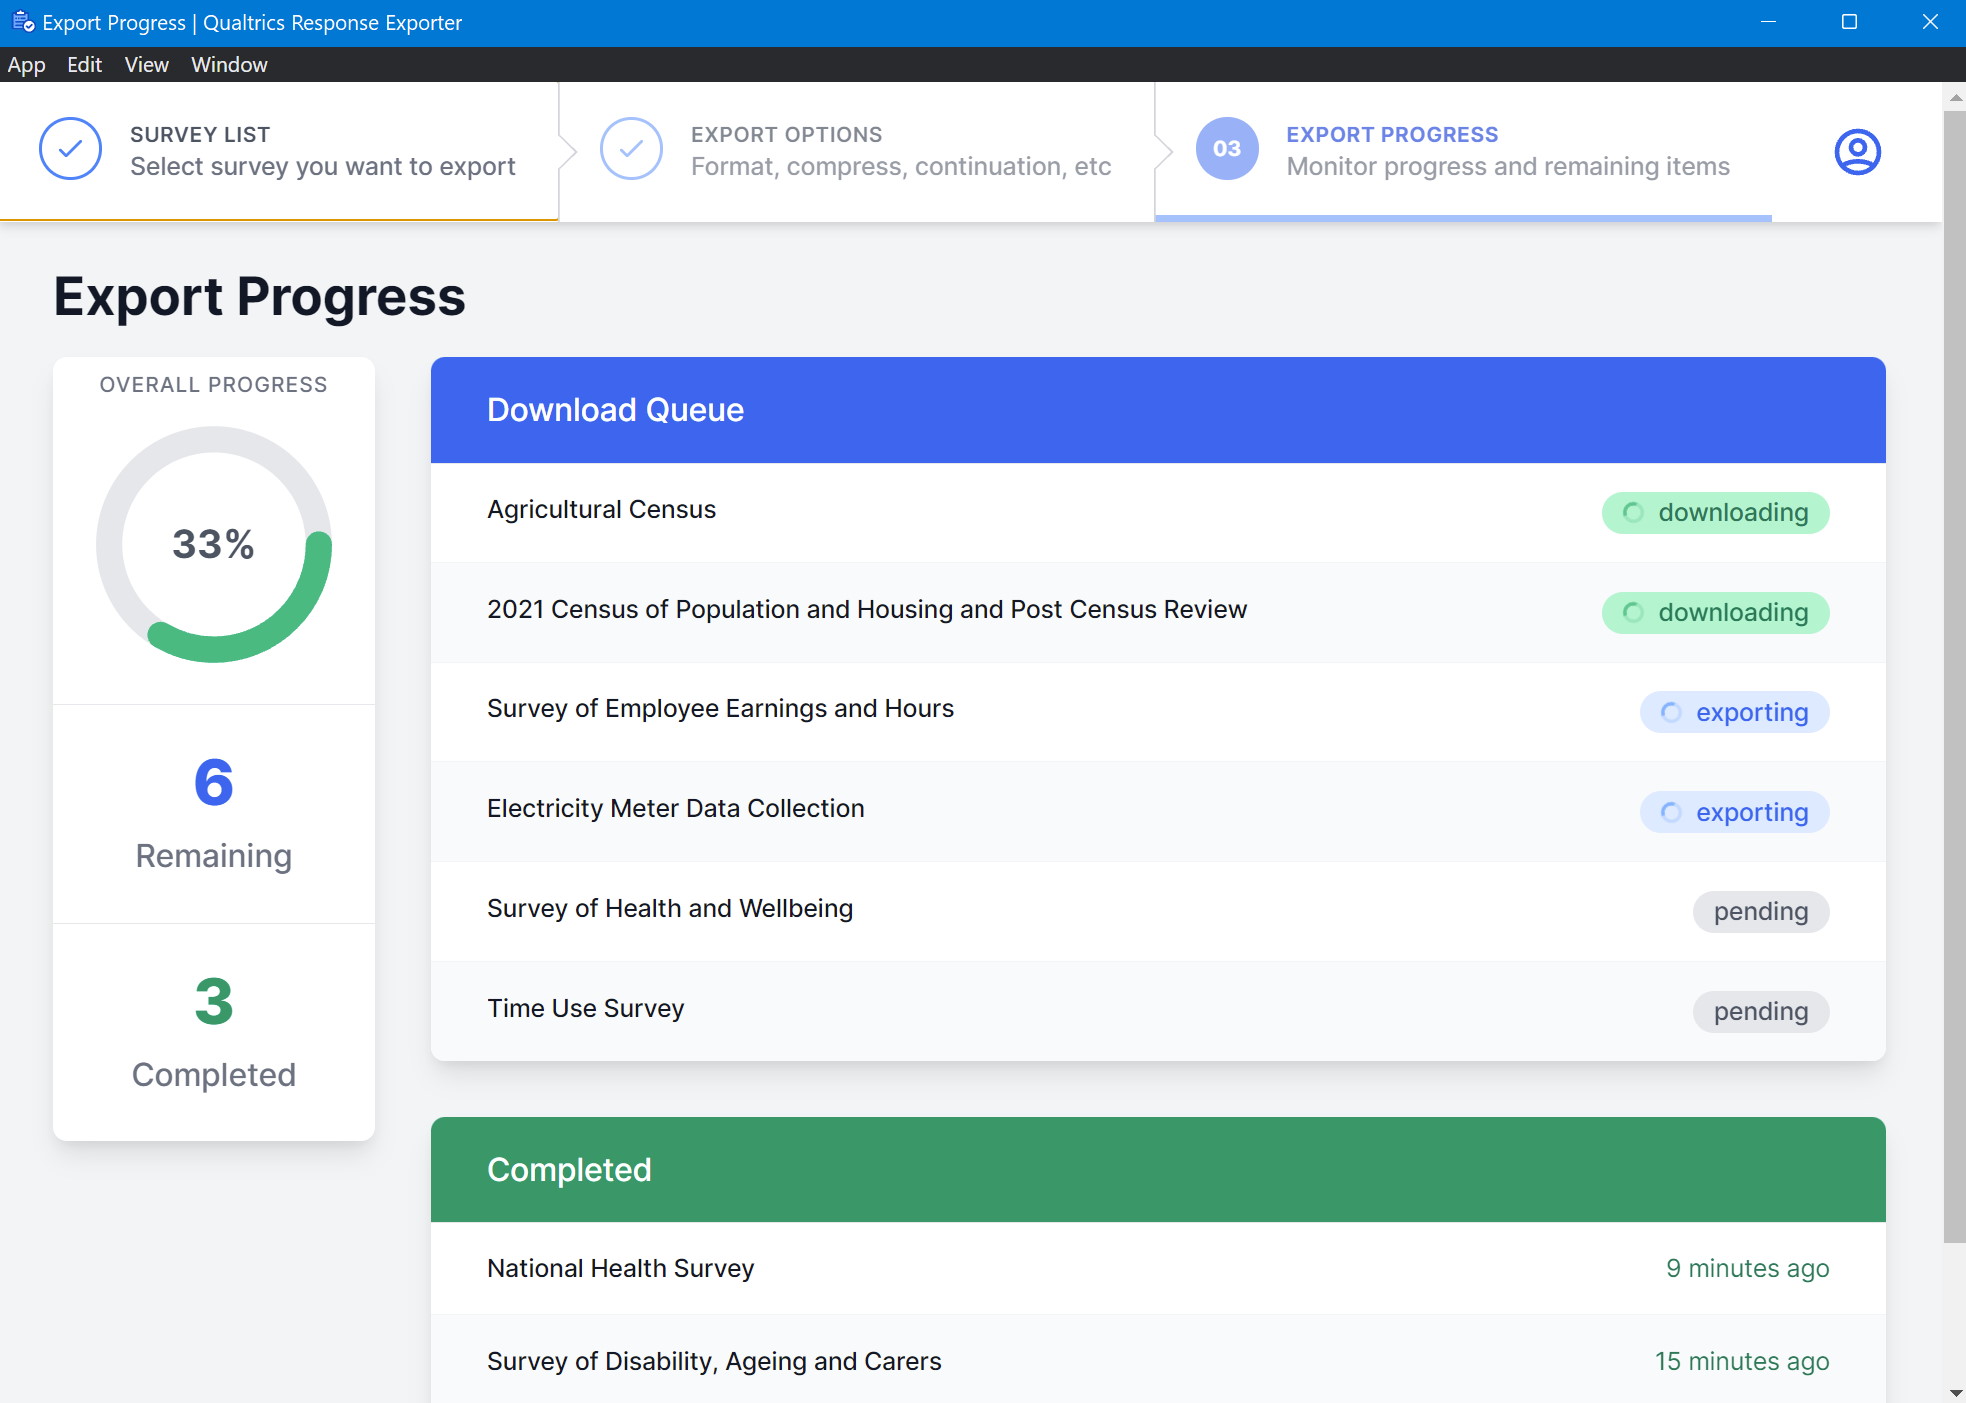 Export Progress | Qualtrics Response Exporter
App Edit View Window
SURVEY LIST
Select survey you want to export
EXPORT OPTIONS
Format, compress, continuation, etc
03
EXPORT PROGRESS
Monitor progress and remaining items
Export Progress
OVERALL PROGRESS
33%
6
Remaining
3
Completed
Download Queue
Agricultural Census
downloading
2021 Census of Population and Housing and Post Census Review
downloading
Survey of Employee Earnings and Hours
exporting
Electricity Meter Data Collection
exporting
Survey of Health and Wellbeing
pending
Time Use Survey
pending
Completed
National Health Survey
9 minutes ago
Survey of Disability, Ageing and Carers
15 minutes ago